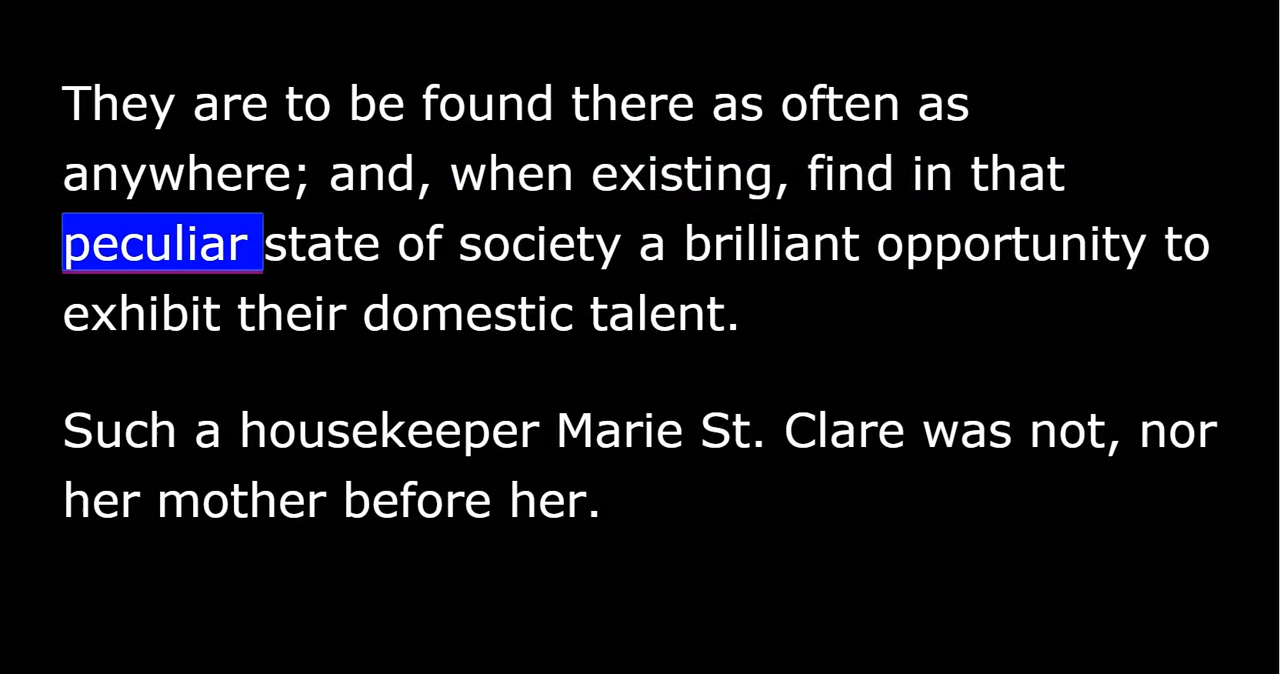 They are to be found there as often as
anywhere; and, when existing, find in that
peculiar state of society a brilliant opportunity to
exhibit their domestic talent.
Such a housekeeper Marie St. Clare was not, nor
her mother before her.